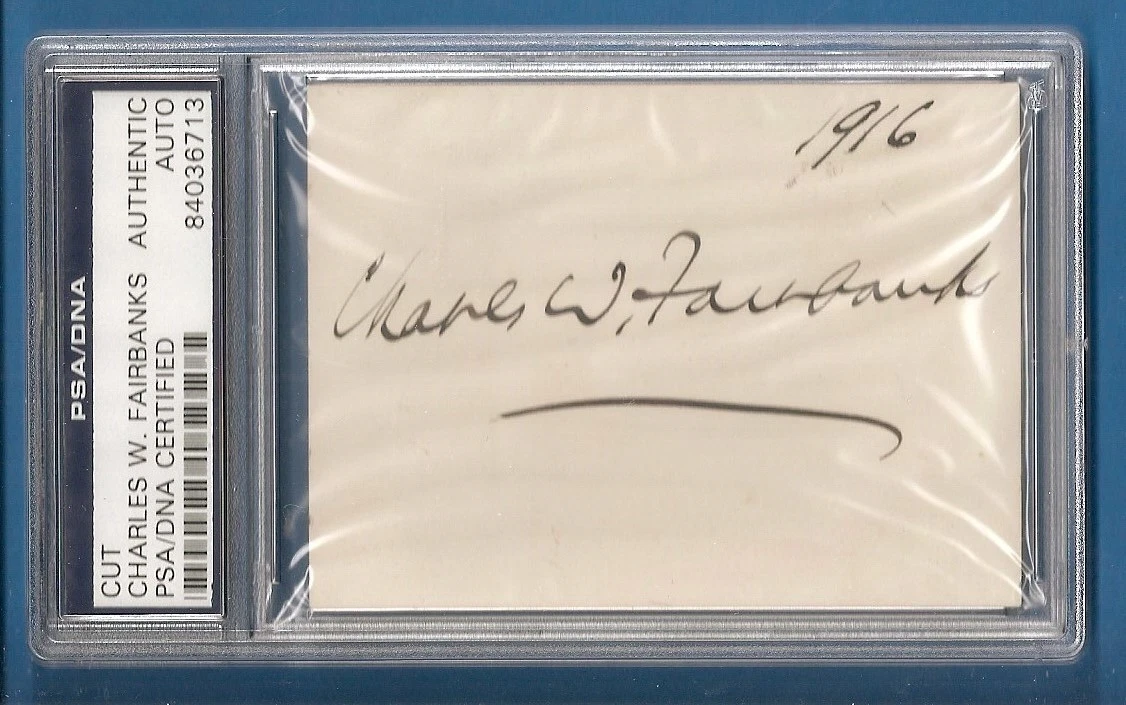 PSA/DNA
CUT
CHARLES W. FAIRBANKS AUTHENTIC
PSA/DNA CERTIFIED AUTO
84036713
1916
Charles W. Fairbanks